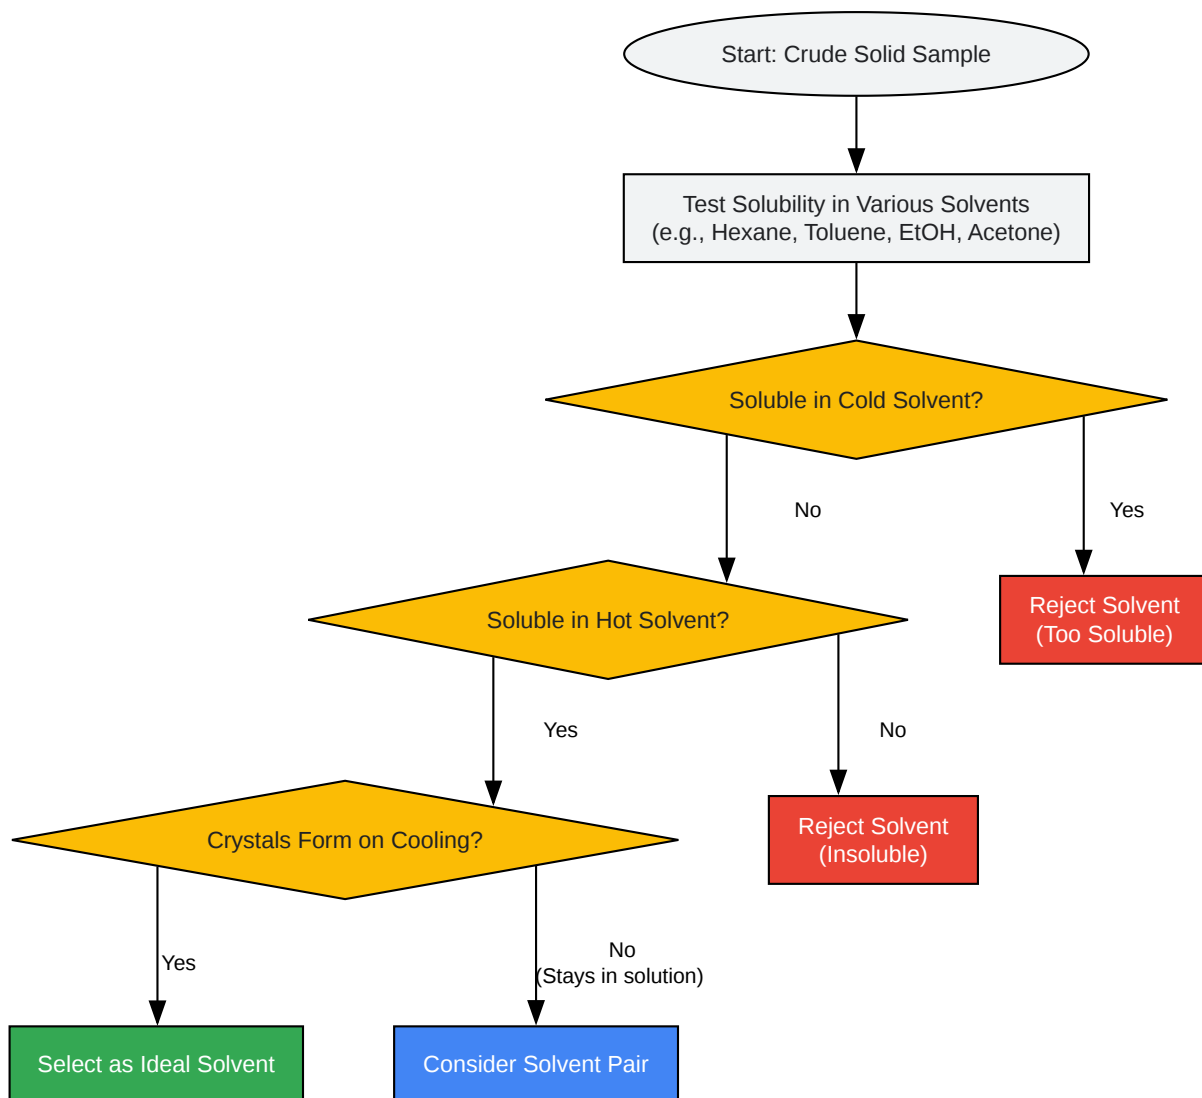 Start: Crude Solid Sample
Test Solubility in Various Solvents
(e.g., Hexane, Toluene, EtOH, Acetone)
Soluble in Cold Solvent?
No
Yes
Reject Solvent
(Too Soluble)
Soluble in Hot Solvent?
Yes
No
Reject Solvent
(Insoluble)
Crystals Form on Cooling?
Yes
No
(Stays in solution)
Select as Ideal Solvent
Consider Solvent Pair